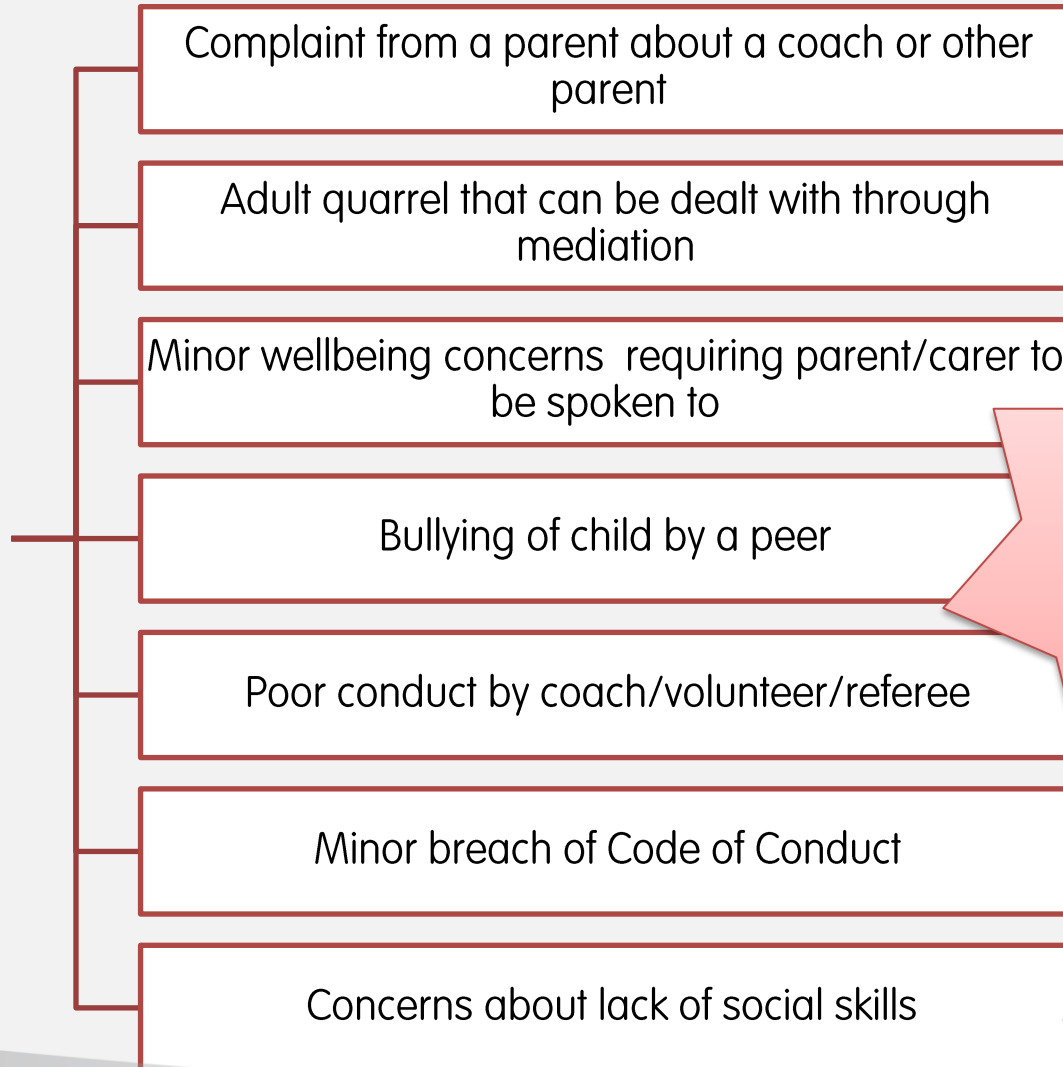 Complaint from a parent about a coach or other
parent
Adult quarrel that can be dealt with through
mediation
Minor wellbeing concerns  requiring parent/carer to
be spoken to
Bullying of child by a peer
Poor conduct by coach/volunteer/referee
Minor breach of Code of Conduct
Concerns about lack of social skills